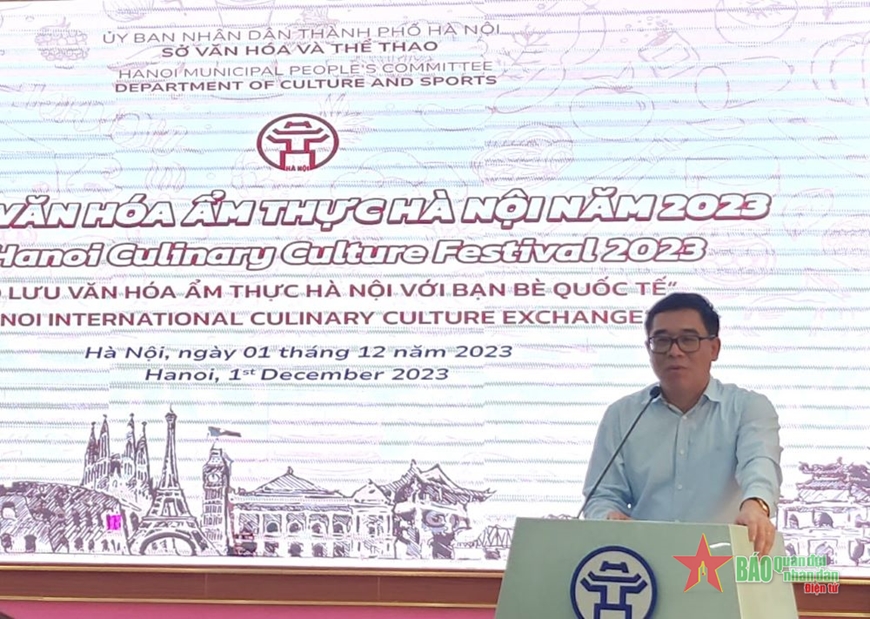 ỦY BAN NHÂN DÂN THÀNH PHỐ HÀ NỘI
SỞ VĂN HÓA VÀ THỂ THAO
HANOI MUNICIPAL PEOPLE'S COMMITTEE
DEPARTMENT OF CULTURE AND SPORTS
HÀ NỘI
VĂN HÓA ẨM THỰC HÀ NỘI NĂM 2023
Hanoi Culinary Culture Festival 2023
LƯU VĂN HÓA ẨM THỰC HÀ NỘI VỚI BẠN BÈ QUỐC TẾ"
NOI INTERNATIONAL CULINARY CULTURE EXCHANGE
Hà Nội, ngày 01 tháng 12 năm 2023
Hanoi, 1st December 2023
BÁO Quân đội
nhân dân
Điện tử